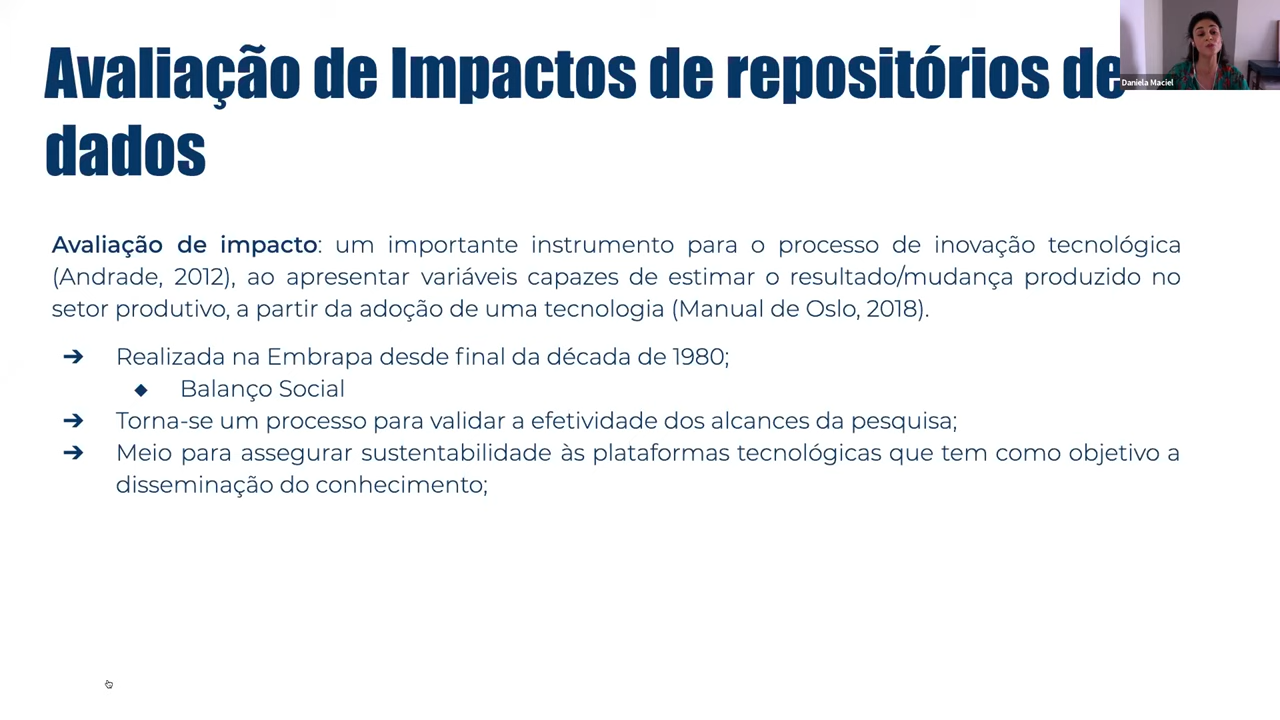 Avaliação de Impactos de repositórios de
dados
Daniela Maciel
Avaliação de impacto: um importante instrumento para o processo de inovação tecnológica
(Andrade, 2012), ao apresentar variáveis capazes de estimar o resultado/mudança produzido no
setor produtivo, a partir da adoção de uma tecnologia (Manual de Oslo, 2018).
➔ Realizada na Embrapa desde final da década de 1980;
◆ Balanço Social
➔ Torna-se um processo para validar a efetividade dos alcances da pesquisa;
➔ Meio para assegurar sustentabilidade às plataformas tecnológicas que tem como objetivo a
disseminação do conhecimento;